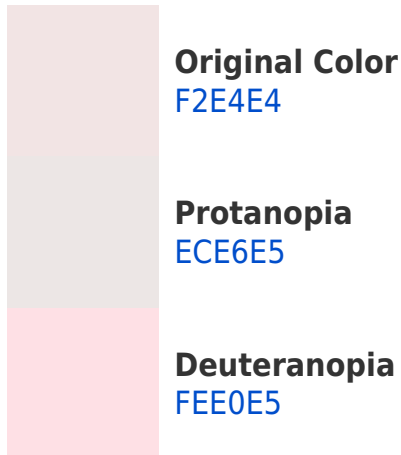 Original Color
F2E4E4
Protanopia
ECE6E5
Deuteranopia
FEE0E5